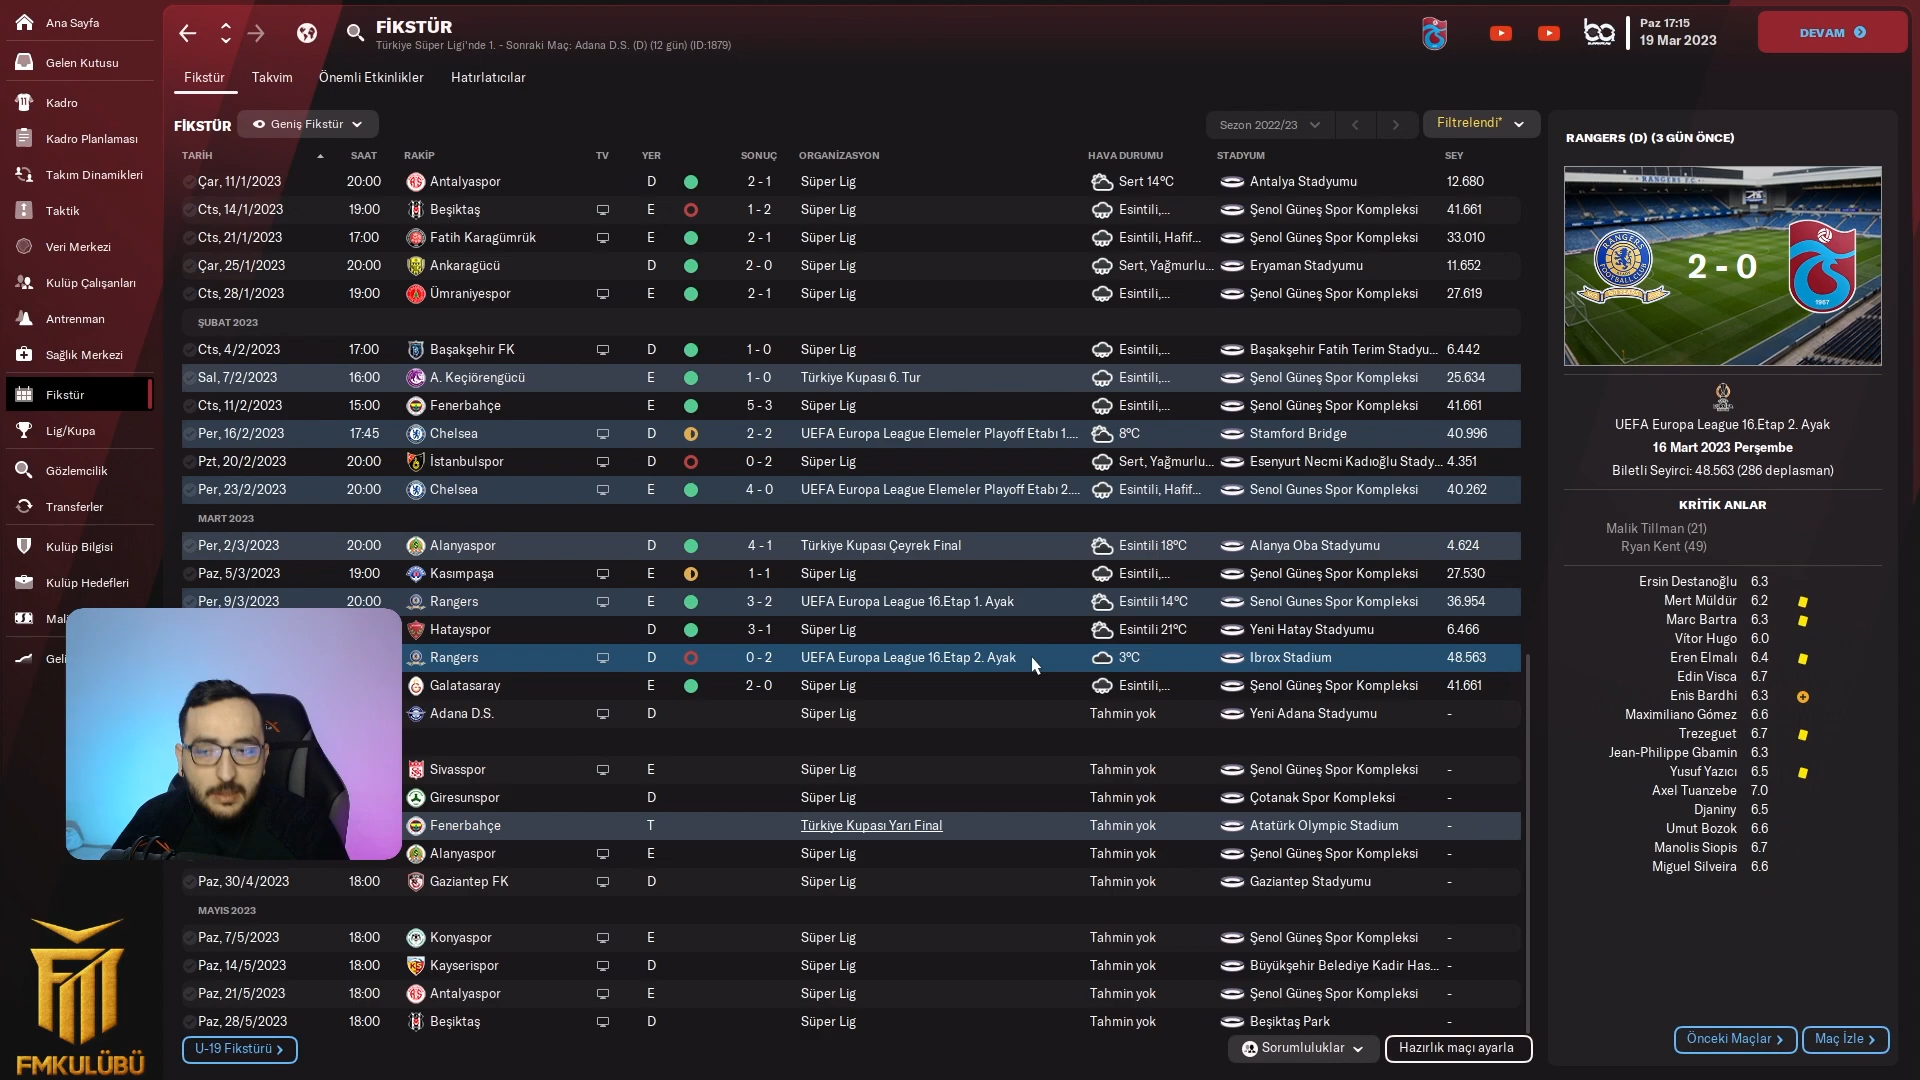 Ana Sayfa
Gelen Kutusu
Kadro
Kadro Planlaması
Takım Dinamikleri
Taktik
Veri Merkezi
Kulüp Çalışanları
Antrenman
Sağlık Merkezi
Fikstür
Lig/Kupa
Gözlemcilik
Transferler
Kulüp Bilgisi
Kulüp Hedefleri
FMKULÜBÜ
FİKSTÜR
Türkiye Süper Ligi'nde 1. - Sonraki Maç: Adana D.S. (D) (12 gün) (ID:1879)
Paz 17:15
19 Mar 2023
DEVAM
Fikstür Takvim Önemli Etkinlikler Hatırlatıcılar
FİKSTÜR Geniş Fikstür Sezon 2022/23 Filtrelendi*
TARİH SAAT RAKİP TV YER SONUÇ ORGANİZASYON HAVA DURUMU STADYUM SEY
Çar, 11/1/2023 20:00 Antalyaspor D 2 - 1 Süper Lig Sert 14°C Antalya Stadyumu 12.680
Cts, 14/1/2023 19:00 Beşiktaş E 1 - 2 Süper Lig Esintili,... Şenol Güneş Spor Kompleksi 41.661
Cts, 21/1/2023 17:00 Fatih Karagümrük E 2 - 1 Süper Lig Esintili, Hafif... Şenol Güneş Spor Kompleksi 33.010
Çar, 25/1/2023 20:00 Ankaragücü D 2 - 0 Süper Lig Sert, Yağmurlu... Eryaman Stadyumu 11.652
Cts, 28/1/2023 19:00 Ümraniyespor E 2 - 1 Süper Lig Esintili,... Şenol Güneş Spor Kompleksi 27.619
ŞUBAT 2023
Cts, 4/2/2023 17:00 Başakşehir FK D 1 - 0 Süper Lig Esintili,... Başakşehir Fatih Terim Stadyu... 6.442
Sal, 7/2/2023 16:00 A. Keçiörengücü E 1 - 0 Türkiye Kupası 6. Tur Esintili,... Şenol Güneş Spor Kompleksi 25.634
Cts, 11/2/2023 15:00 Fenerbahçe E 5 - 3 Süper Lig Esintili,... Şenol Güneş Spor Kompleksi 41.661
Per, 16/2/2023 17:45 Chelsea D 2 - 2 UEFA Europa League Elemeler Playoff Etabı 1.... 8°C Stamford Bridge 40.996
Pzt, 20/2/2023 20:00 İstanbulspor D 0 - 2 Süper Lig Sert, Yağmurlu... Esenyurt Necmi Kadıoğlu Stady... 4.351
Per, 23/2/2023 20:00 Chelsea E 4 - 0 UEFA Europa League Elemeler Playoff Etabı 2.... Esintili, Hafif... Senol Gunes Spor Kompleksi 40.262
MART 2023
Per, 2/3/2023 20:00 Alanyaspor D 4 - 1 Türkiye Kupası Çeyrek Final Esintili 18°C Alanya Oba Stadyumu 4.624
Paz, 5/3/2023 19:00 Kasımpaşa E 1 - 1 Süper Lig Esintili,... Şenol Güneş Spor Kompleksi 27.530
Per, 9/3/2023 20:00 Rangers E 3 - 2 UEFA Europa League 16.Etap 1. Ayak Esintili 14°C Senol Gunes Spor Kompleksi 36.954
Hatayspor D 3 - 1 Süper Lig Esintili 21°C Yeni Hatay Stadyumu 6.466
Rangers D 0 - 2 UEFA Europa League 16.Etap 2. Ayak 3°C Ibrox Stadium 48.563
Galatasaray E 2 - 0 Süper Lig Esintili,... Şenol Güneş Spor Kompleksi 41.661
Adana D.S. D Süper Lig Tahmin yok Yeni Adana Stadyumu -
Sivasspor E Süper Lig Tahmin yok Şenol Güneş Spor Kompleksi -
Giresunspor D Süper Lig Tahmin yok Çotanak Spor Kompleksi -
Fenerbahçe T Türkiye Kupası Yarı Final Tahmin yok Atatürk Olympic Stadium -
Alanyaspor E Süper Lig Tahmin yok Şenol Güneş Spor Kompleksi -
Paz, 30/4/2023 18:00 Gaziantep FK D Süper Lig Tahmin yok Gaziantep Stadyumu -
MAYIS 2023
Paz, 7/5/2023 18:00 Konyaspor E Süper Lig Tahmin yok Şenol Güneş Spor Kompleksi -
Paz, 14/5/2023 18:00 Kayserispor D Süper Lig Tahmin yok Büyükşehir Belediye Kadir Has... -
Paz, 21/5/2023 18:00 Antalyaspor E Süper Lig Tahmin yok Şenol Güneş Spor Kompleksi -
Paz, 28/5/2023 18:00 Beşiktaş D Süper Lig Tahmin yok Beşiktaş Park -
U-19 Fikstürü Sorumluluklar Hazırlık maçı ayarla
RANGERS (D) (3 GÜN ÖNCE)
2 - 0
1967
UEFA Europa League 16.Etap 2. Ayak
16 Mart 2023 Perşembe
Biletli Seyirci: 48.563 (286 deplasman)
KRİTİK ANLAR
Malik Tillman (21)
Ryan Kent (49)
Ersin Destanoğlu 6.3
Mert Müldür 6.2
Marc Bartra 6.3
Vítor Hugo 6.0
Eren Elmalı 6.4
Edin Visca 6.7
Enis Bardhi 6.3
Maximiliano Gómez 6.6
Trezeguet 6.7
Jean-Philippe Gbamin 6.3
Yusuf Yazıcı 6.5
Axel Tuanzebe 7.0
Djaniny 6.5
Umut Bozok 6.6
Manolis Siopis 6.7
Miguel Silveira 6.6
Önceki Maçlar Maç İzle